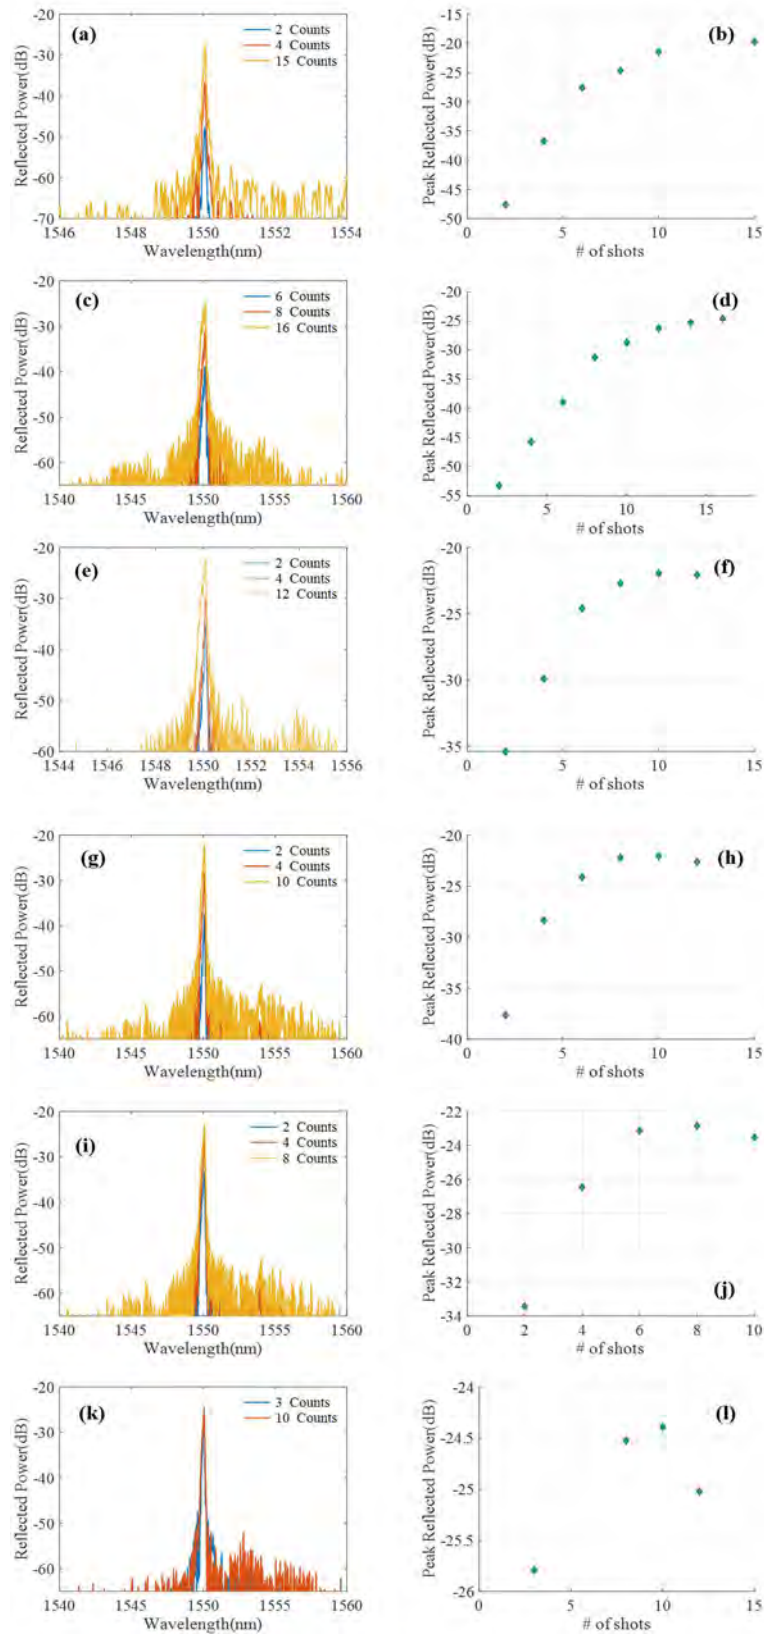 (a)
Reflected Power(dB)
-20
-30
-40
-50
-60
-70
2 Counts
4 Counts
15 Counts
1546 1548 1550 1552 1554
Wavelength(nm)
(b)
Peak Reflected Power(dB)
-15
-20
-25
-30
-35
-40
-45
-50
0 5 10 15
# of shots
(c)
Reflected Power(dB)
-20
-30
-40
-50
-60
6 Counts
8 Counts
16 Counts
1540 1545 1550 1555 1560
Wavelength(nm)
(d)
Peak Reflected Power(dB)
-20
-25
-30
-35
-40
-45
-50
-55
0 5 10 15
# of shots
(e)
Reflected Power(dB)
-20
-30
-40
-50
-60
2 Counts
4 Counts
12 Counts
1544 1546 1548 1550 1552 1554 1556
Wavelength(nm)
(f)
Peak Reflected Power(dB)
-20
-25
-30
-35
0 5 10 15
# of shots
(g)
Reflected Power(dB)
-20
-30
-40
-50
-60
2 Counts
4 Counts
10 Counts
1540 1545 1550 1555 1560
Wavelength(nm)
(h)
Peak Reflected Power(dB)
-20
-25
-30
-35
-40
0 5 10 15
# of shots
(i)
Reflected Power(dB)
-20
-30
-40
-50
-60
2 Counts
4 Counts
8 Counts
1540 1545 1550 1555 1560
Wavelength(nm)
(j)
Peak Reflected Power(dB)
-22
-24
-26
-28
-30
-32
-34
0 2 4 6 8 10
# of shots
(k)
Reflected Power(dB)
-20
-30
-40
-50
-60
3 Counts
10 Counts
1540 1545 1550 1555 1560
Wavelength(nm)
(l)
Peak Reflected Power(dB)
-24
-24.5
-25
-25.5
-26
0 5 10 15
# of shots